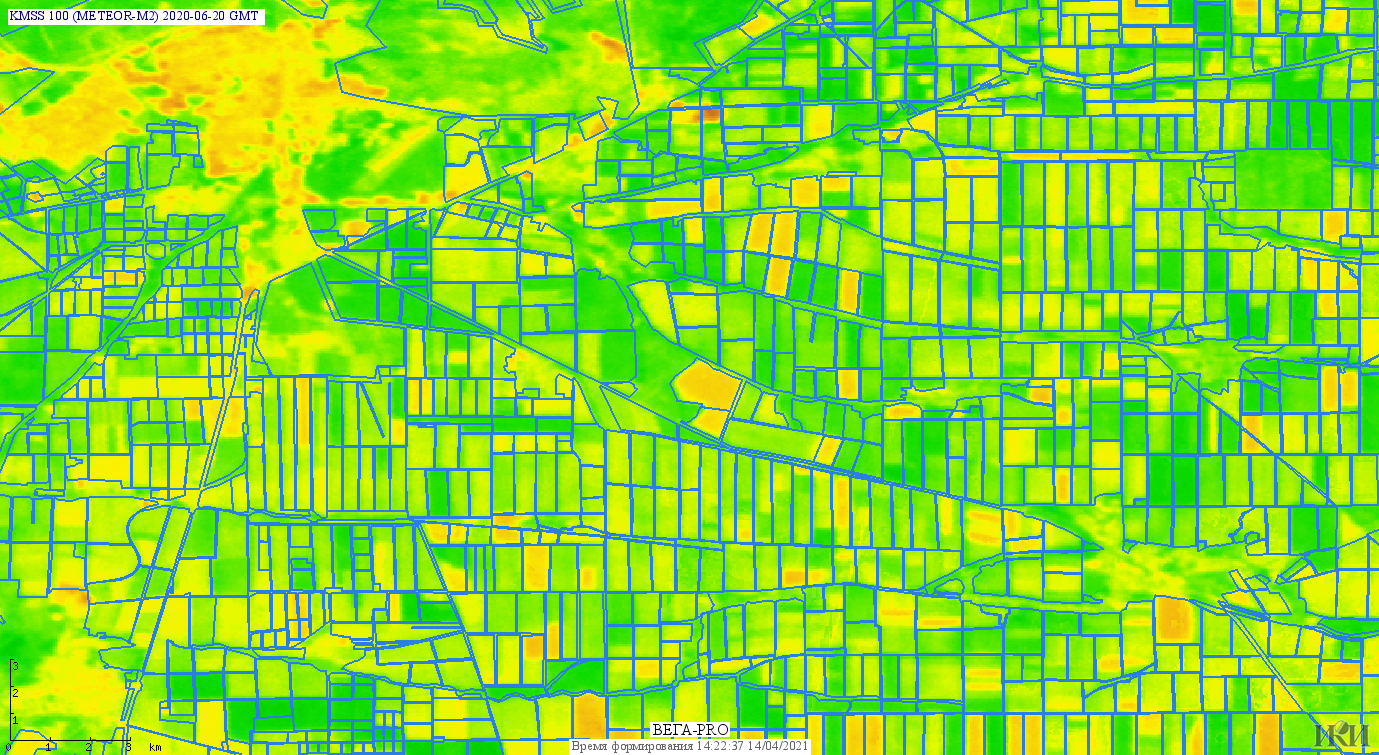 KMSS 100 (METEOR-M2) 2020-06-20 GMT
3
2
1
0 1 2 3 km
ВЕГА-PRO
Время формирования 14:22:37 14/04/2021
ИКИ